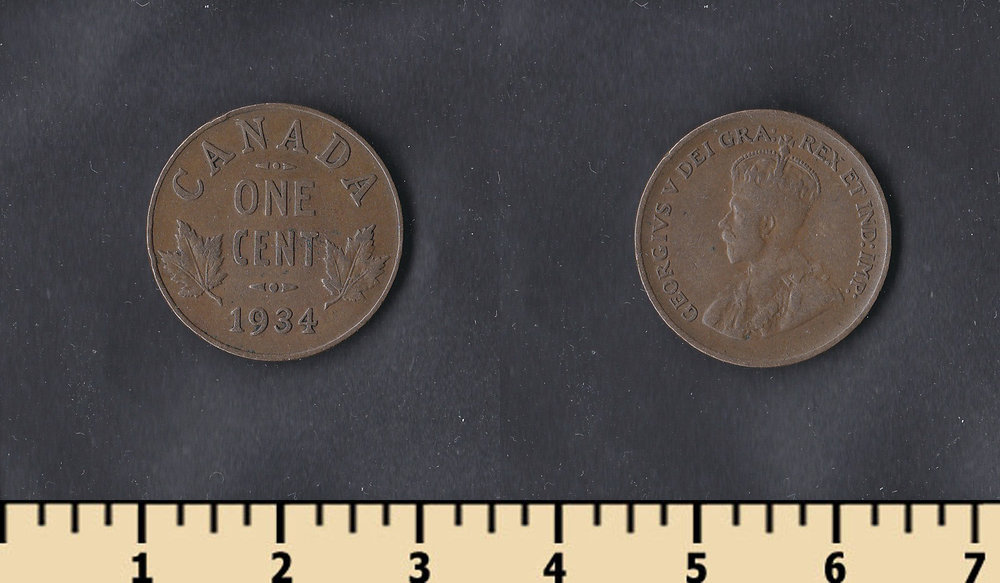 CANADA
ONE
CENT
1934
GEORGIVS V DEI GRA: REX ET IND: IMP:
1 2 3 4 5 6 7